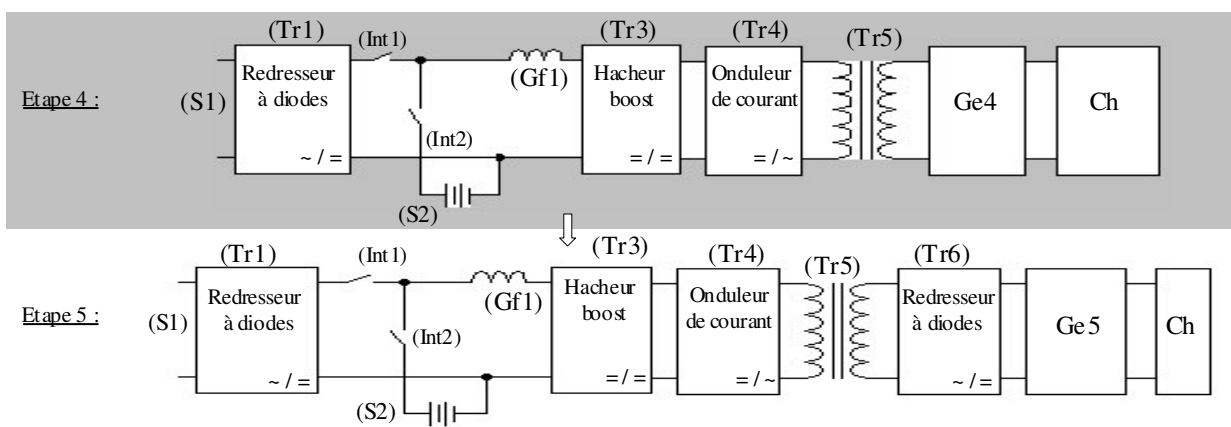 (Tr1) (Int1) (Tr3) (Tr4) (Tr5)
Redresseur à diodes ~ / =
(Gf1)
Hacheur boost = / =
Onduleur de courant = / ~
Ge4
Ch
Etape 4 :
(S1)
(Int2)
(S2)
(Tr1) (Int1) (Tr3) (Tr4) (Tr5) (Tr6)
Redresseur à diodes ~ / =
(Gf1)
Hacheur boost = / =
Onduleur de courant = / ~
Redresseur à diodes ~ / =
Ge5
Ch
Etape 5 :
(S1)
(Int2)
(S2)